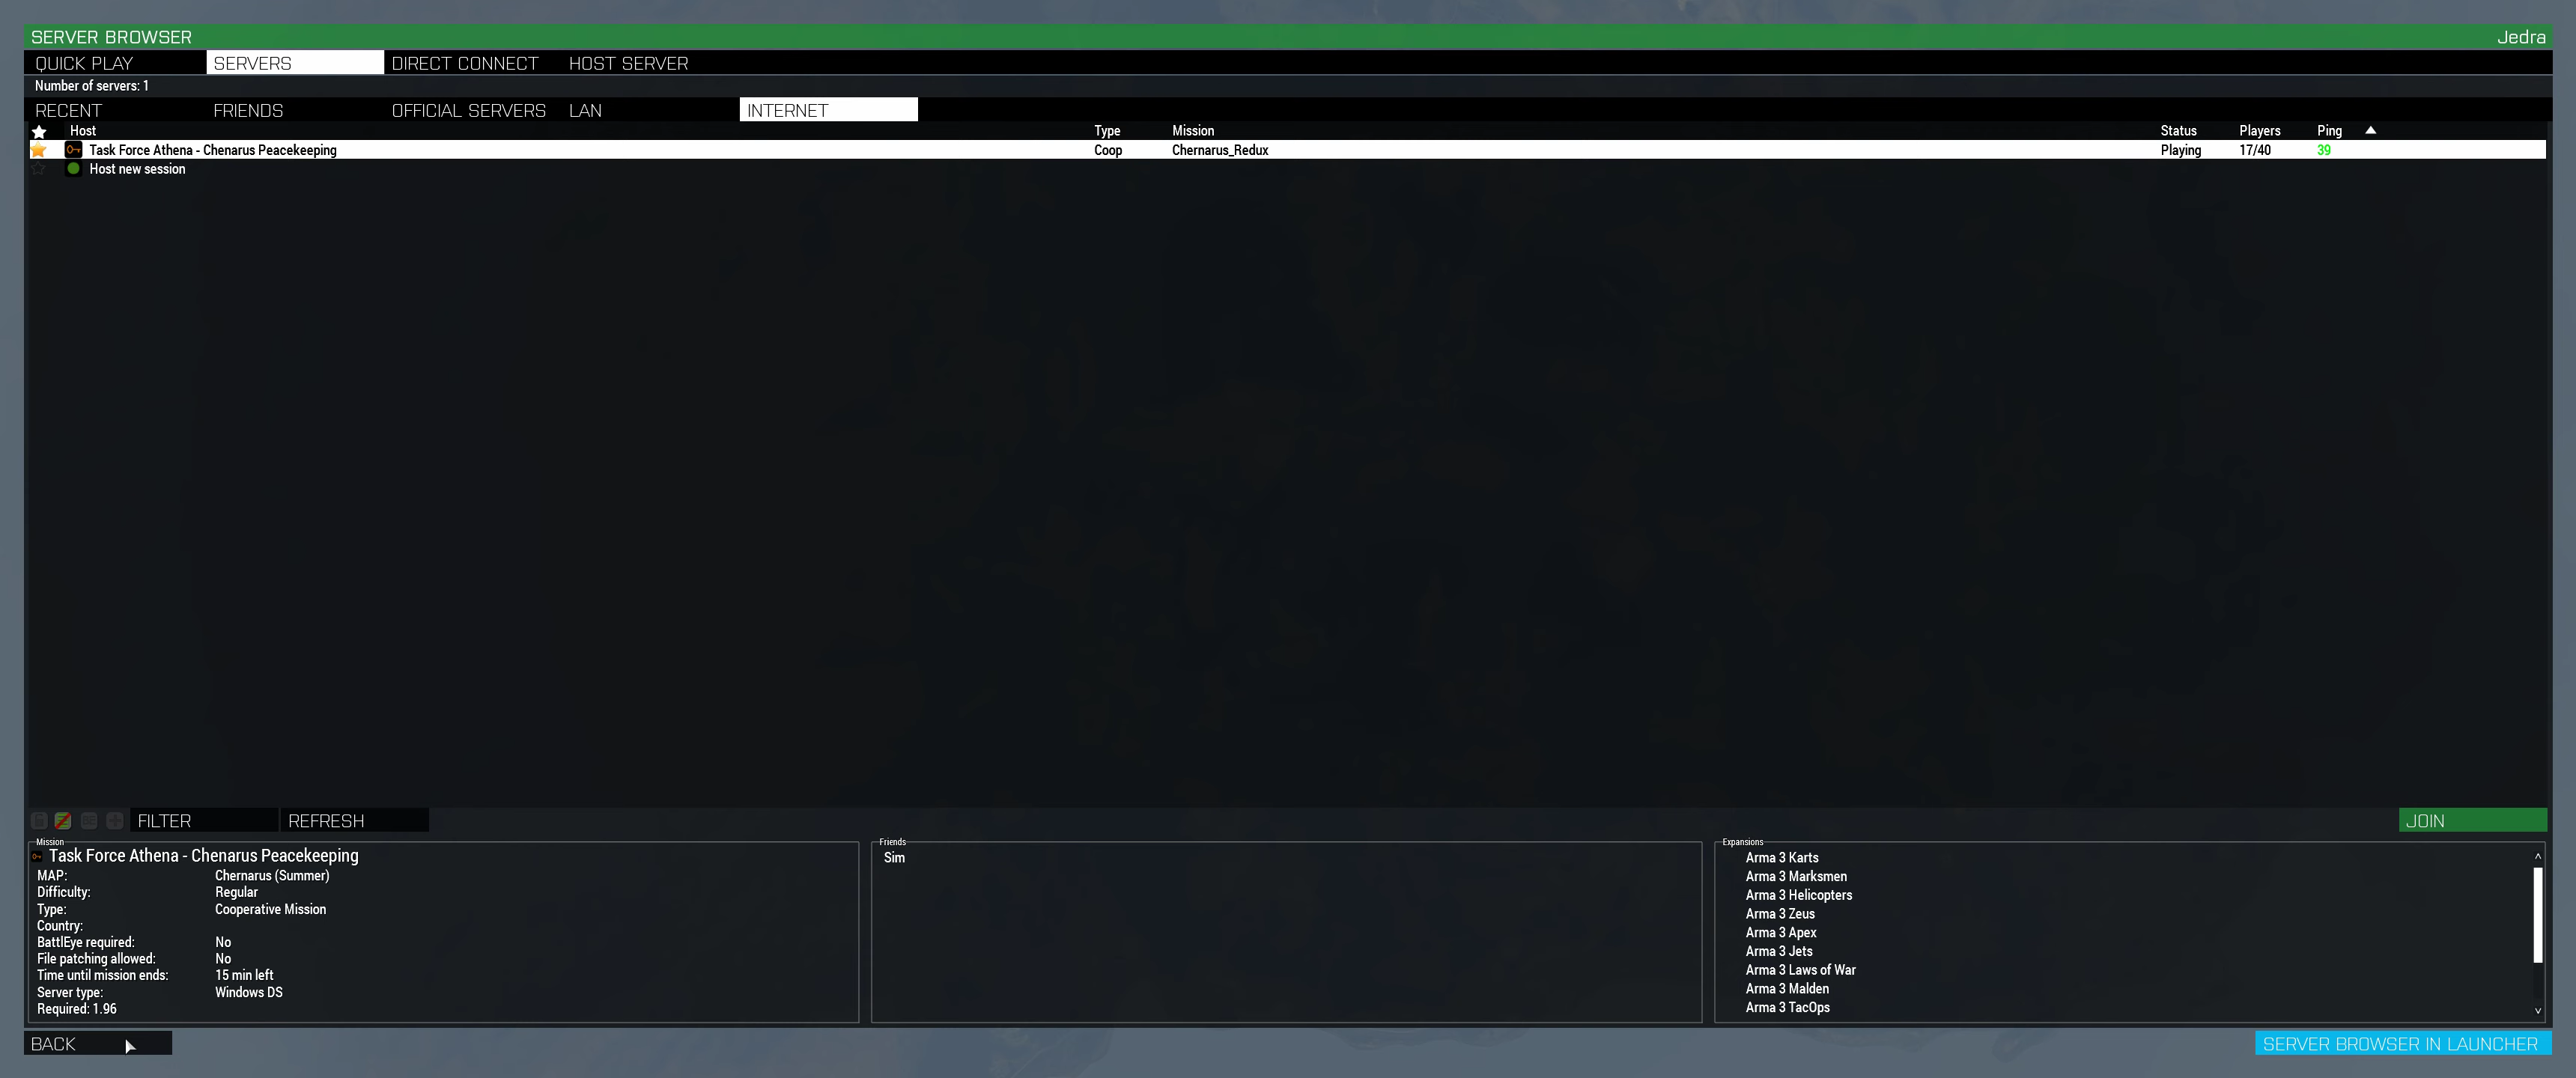 SERVER BROWSER Jedra
QUICK PLAY SERVERS DIRECT CONNECT HOST SERVER
Number of servers: 1
RECENT FRIENDS OFFICIAL SERVERS LAN INTERNET
Host Type Mission Status Players Ping
Task Force Athena - Chenarus Peacekeeping Coop Chernarus_Redux Playing 17/40 39
Host new session
FILTER REFRESH JOIN
Mission Friends Expansions
Task Force Athena - Chenarus Peacekeeping Sim Arma 3 Karts
MAP: Chernarus (Summer) Arma 3 Marksmen
Difficulty: Regular Arma 3 Helicopters
Type: Cooperative Mission Arma 3 Zeus
Country: Arma 3 Apex
BattlEye required: No Arma 3 Jets
File patching allowed: No Arma 3 Laws of War
Time until mission ends: 15 min left Arma 3 Malden
Server type: Windows DS Arma 3 TacOps
Required: 1.96
BACK SERVER BROWSER IN LAUNCHER